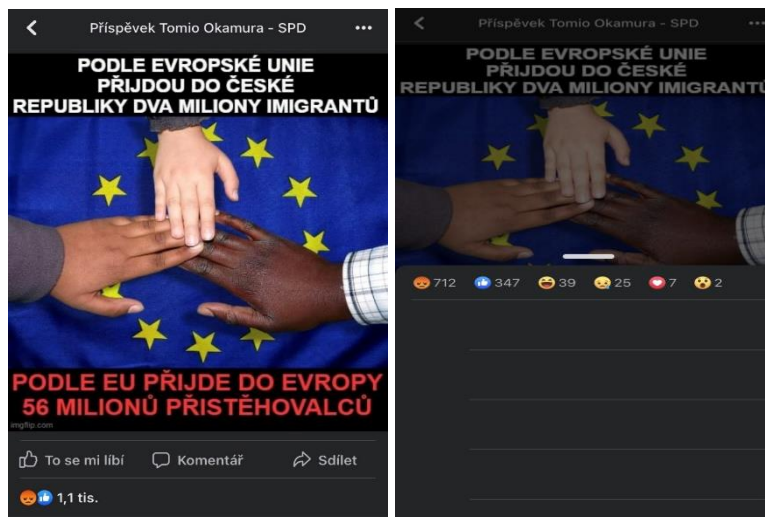 Příspěvek Tomio Okamura - SPD
PODLE EVROPSKÉ UNIE
PŘIJDOU DO ČESKÉ
REPUBLIKY DVA MILIONY IMIGRANTŮ
PODLE EU PŘIJDE DO EVROPY
56 MILIONŮ PŘISTĚHOVALCŮ
imgflip.com
To se mi líbí Komentář Sdílet
1,1 tis.
Příspěvek Tomio Okamura - SPD
PODLE EVROPSKÉ UNIE
PŘIJDOU DO ČESKÉ
REPUBLIKY DVA MILIONY IMIGRANTŮ
712 347 39 25 7 2